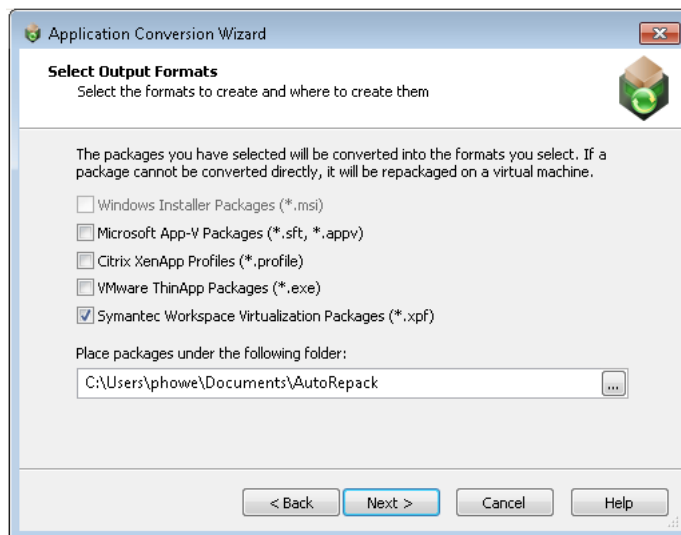 Application Conversion Wizard
Select Output Formats
Select the formats to create and where to create them
The packages you have selected will be converted into the formats you select. If a
package cannot be converted directly, it will be repackaged on a virtual machine.
Windows Installer Packages (*.msi)
Microsoft App-V Packages (*.sft, *.appv)
Citrix XenApp Profiles (*.profile)
VMware ThinApp Packages (*.exe)
Symantec Workspace Virtualization Packages (*.xpf)
Place packages under the following folder:
C:\Users\phowe\Documents\AutoRepack
...
< Back Next > Cancel Help